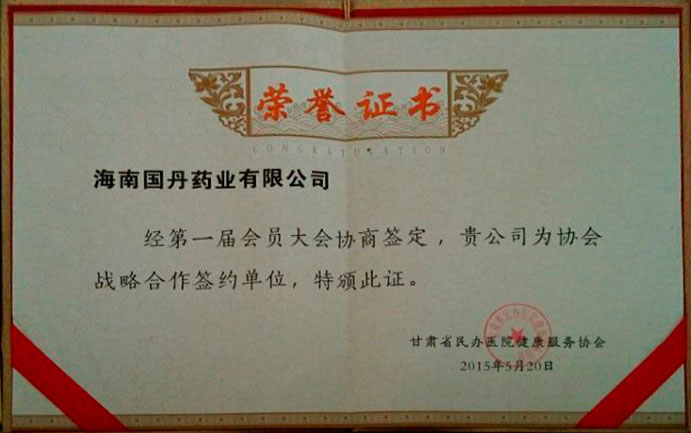 荣誉证书
CONGRATULATION
海南国丹药业有限公司
经第一届会员大会协商签定，贵公司为协会
战略合作签约单位，特颁此证。
甘肃省民办医院健康服务协会
2015年5月20日